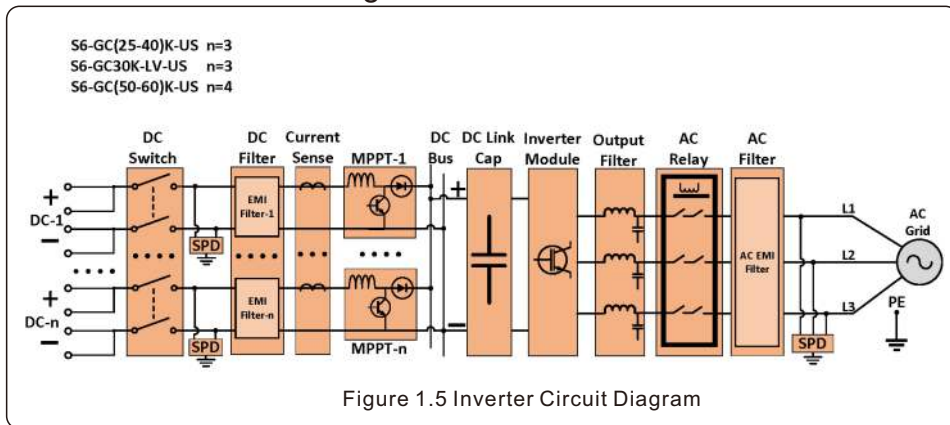 S6-GC(25-40)K-US n=3
S6-GC30K-LV-US n=3
S6-GC(50-60)K-US n=4
DC Switch
DC Filter
Current Sense
MPPT-1
DC Bus
DC Link Cap
Inverter Module
Output Filter
AC Relay
AC Filter
+
DC-1
−
EMI Filter-1
SPD
+
DC-n
−
EMI Filter-n
SPD
MPPT-n
+
−
AC EMI Filter
L1
L2
L3
AC Grid
PE
SPD
Figure 1.5 Inverter Circuit Diagram